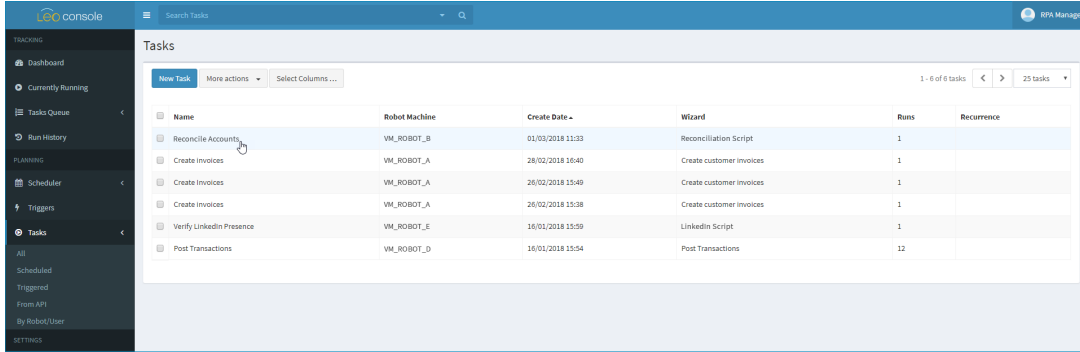 Leo console
Search Tasks
RPA Manage
TRACKING
Dashboard
Currently Running
Tasks Queue
Run History
PLANNING
Scheduler
Triggers
Tasks
All
Scheduled
Triggered
From API
By Robot/User
SETTINGS
Tasks
New Task More actions Select Columns ... 1 - 6 of 6 tasks 25 tasks
Name Robot Machine Create Date Wizard Runs Recurrence
Reconcile Accounts VM_ROBOT_B 01/03/2018 11:33 Reconciliation Script 1
Create invoices VM_ROBOT_A 28/02/2018 16:40 Create customer invoices 1
Create invoices VM_ROBOT_A 26/02/2018 15:49 Create customer invoices 1
Create invoices VM_ROBOT_A 26/02/2018 15:38 Create customer invoices 1
Verify LinkedIn Presence VM_ROBOT_E 16/01/2018 15:59 LinkedIn Script 1
Post Transactions VM_ROBOT_D 16/01/2018 15:54 Post Transactions 12